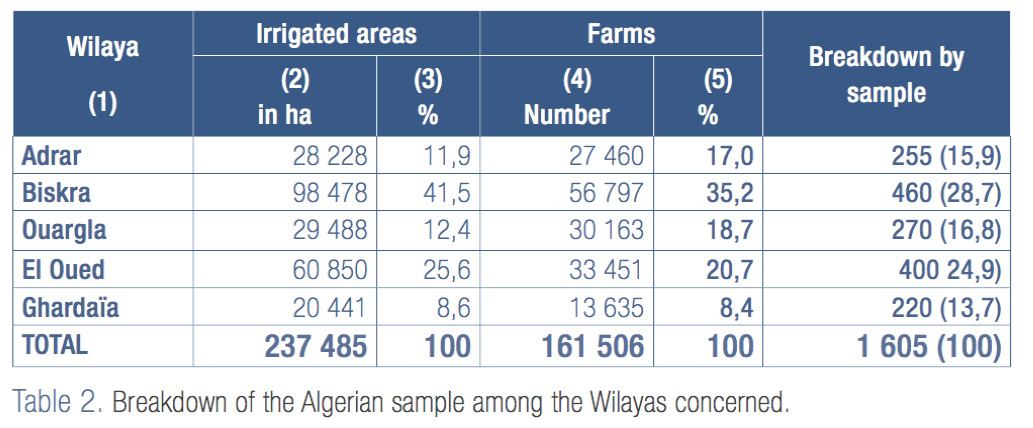 Wilaya
(1)
Irrigated areas
Farms
Breakdown by
sample
(2)
in ha
(3)
%
(4)
Number
(5)
%
Adrar 28 228 11,9 27 460 17,0 255 (15,9)
Biskra 98 478 41,5 56 797 35,2 460 (28,7)
Ouargla 29 488 12,4 30 163 18,7 270 (16,8)
El Oued 60 850 25,6 33 451 20,7 400 24,9)
Ghardaïa 20 441 8,6 13 635 8,4 220 (13,7)
TOTAL 237 485 100 161 506 100 1 605 (100)
Table 2. Breakdown of the Algerian sample among the Wilayas concerned.